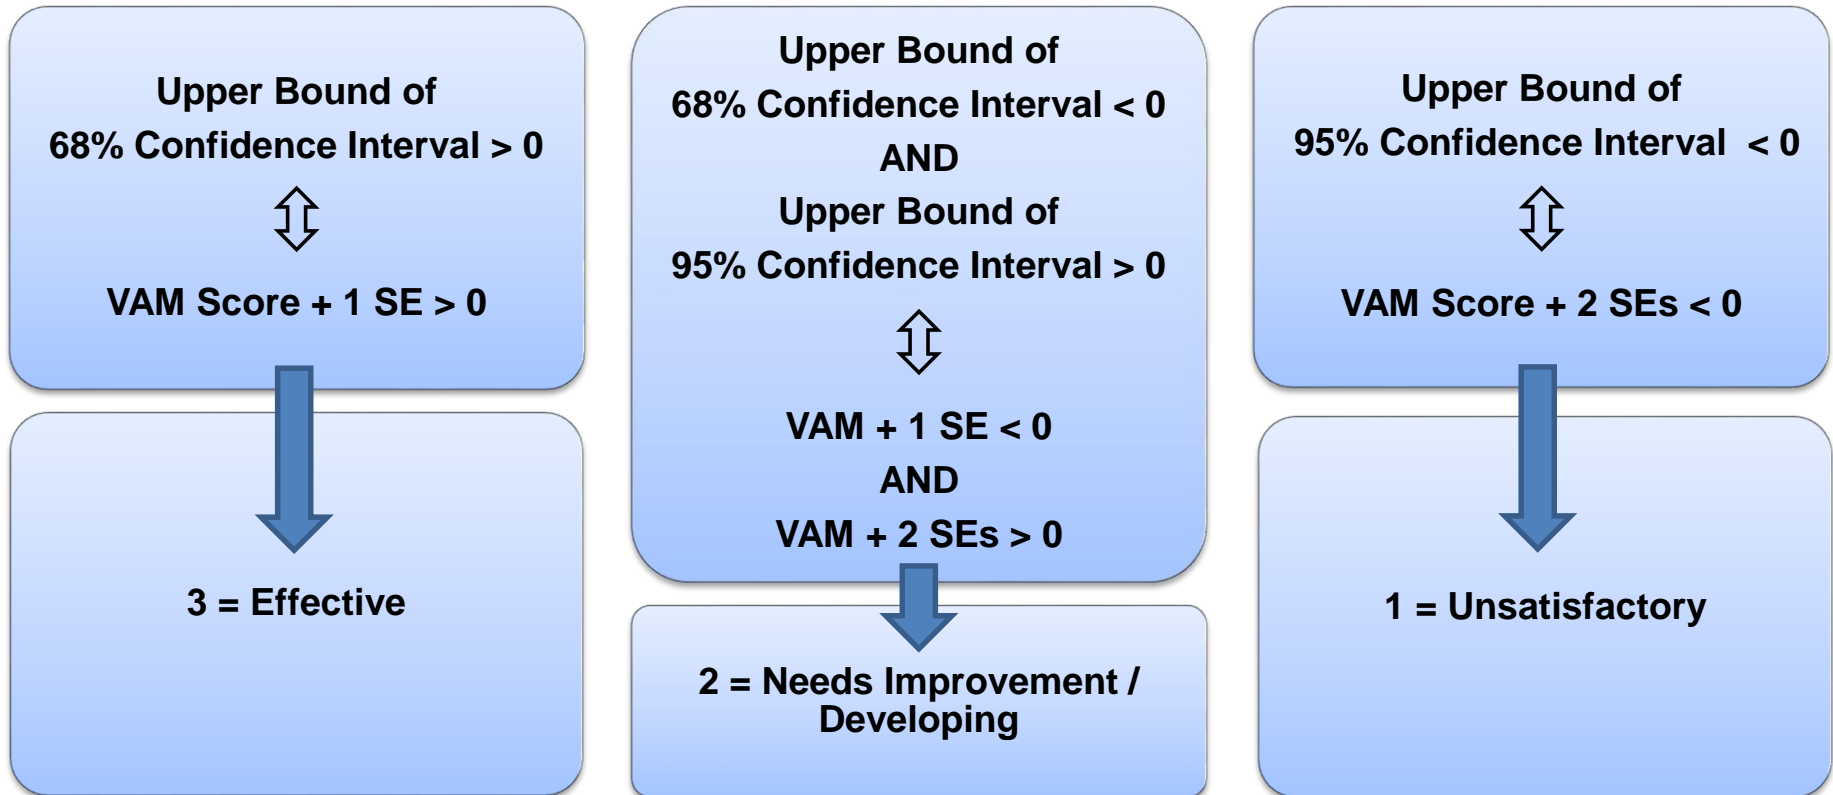 Upper Bound of
68% Confidence Interval > 0
VAM Score + 1 SE > 0
3 = Effective
Upper Bound of
68% Confidence Interval < 0
AND
Upper Bound of
95% Confidence Interval > 0
VAM + 1 SE < 0
AND
VAM + 2 SEs > 0
2 = Needs Improvement /
Developing
Upper Bound of
95% Confidence Interval < 0
VAM Score + 2 SEs < 0
1 = Unsatisfactory